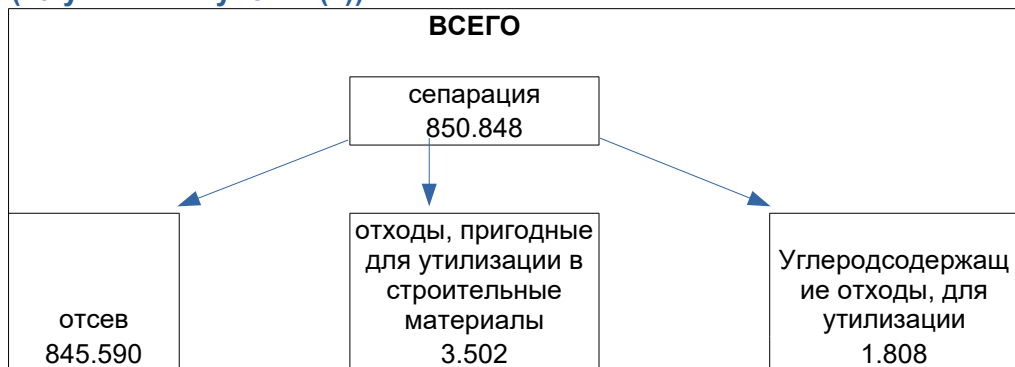 ВСЕГО
сепарация
850.848
отходы, пригодные
для утилизации в
строительные
материалы
3.502
Углеродсодержащ
ие отходы, для
утилизации
1.808
отсев
845.590